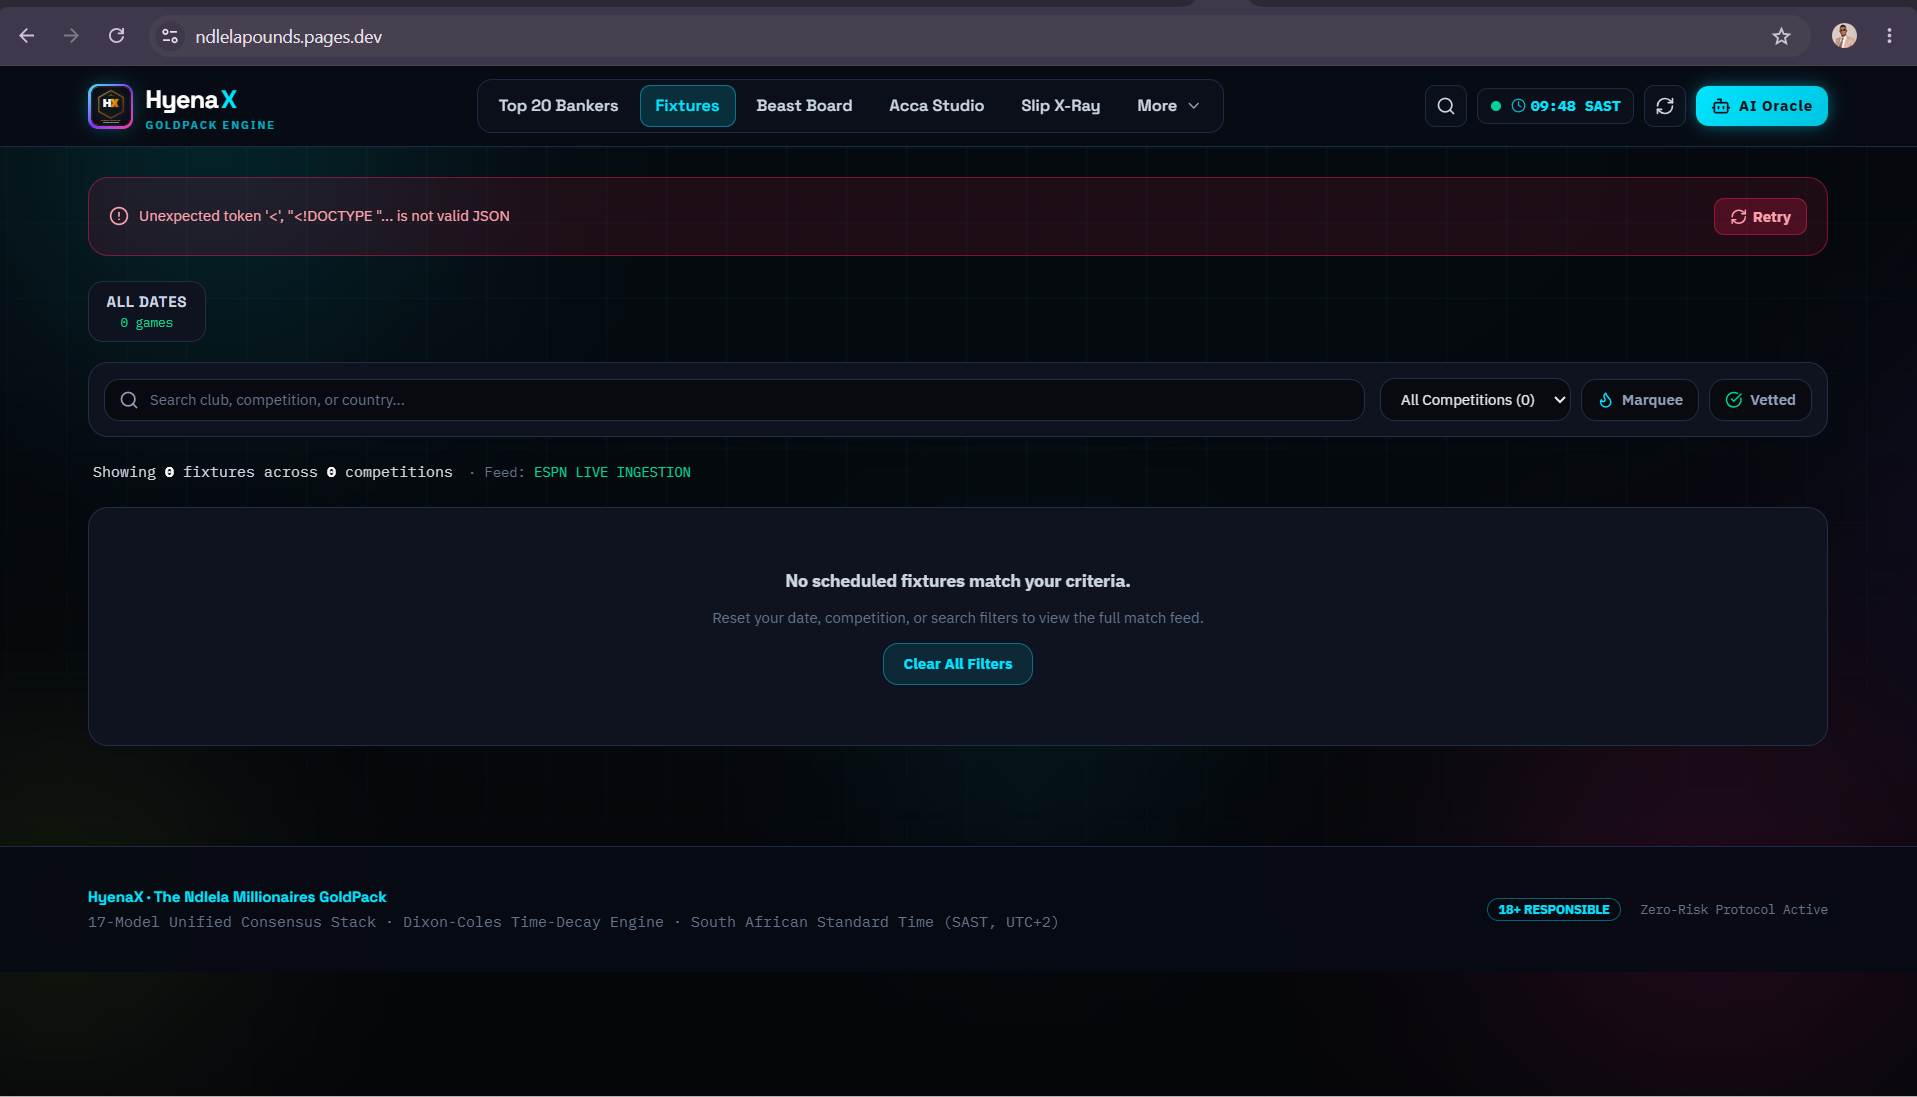 ndlelapounds.pages.dev
HX
HyenaX
GOLDPACK ENGINE
Top 20 Bankers
Fixtures
Beast Board
Acca Studio
Slip X-Ray
More
09:48 SAST
AI Oracle
Unexpected token '<', "<!DOCTYPE "... is not valid JSON
Retry
ALL DATES
0 games
Search club, competition, or country...
All Competitions (0)
Marquee
Vetted
Showing 0 fixtures across 0 competitions · Feed: ESPN LIVE INGESTION
No scheduled fixtures match your criteria.
Reset your date, competition, or search filters to view the full match feed.
Clear All Filters
HyenaX · The Ndlela Millionaires GoldPack
17-Model Unified Consensus Stack · Dixon-Coles Time-Decay Engine · South African Standard Time (SAST, UTC+2)
18+ RESPONSIBLE
Zero-Risk Protocol Active